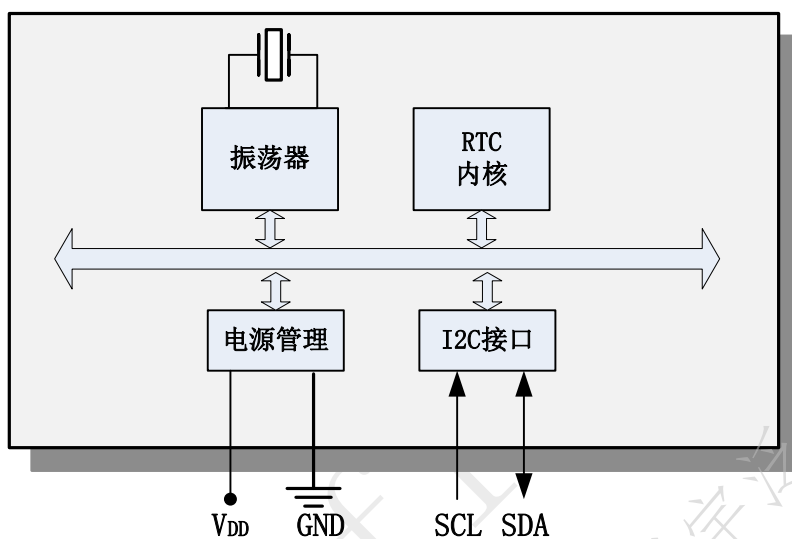 振荡器
RTC
内核
电源管理
I2C接口
VDD
GND
SCL
SDA